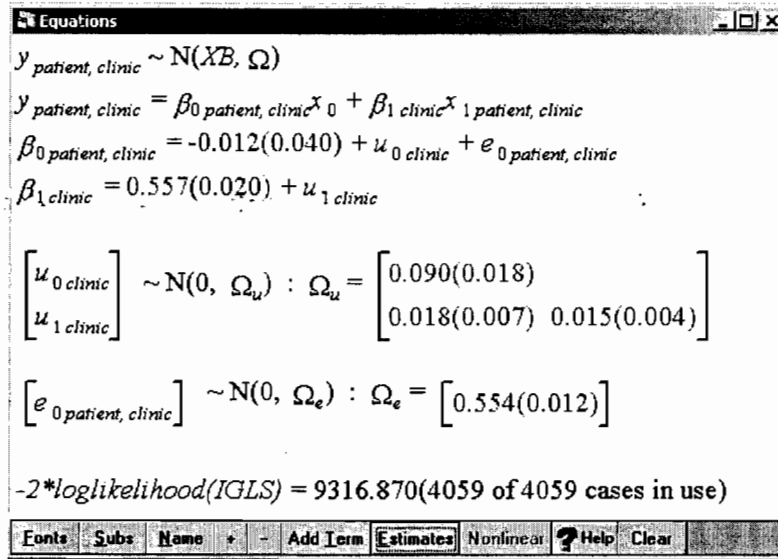 Equations
y patient, clinic ~ N(XB, Ω)
y patient, clinic = β0 patient, clinic x 0 + β1 clinic x 1 patient, clinic
β0 patient, clinic = -0.012(0.040) + u 0 clinic + e 0 patient, clinic
β1 clinic = 0.557(0.020) + u 1 clinic
[u 0 clinic u 1 clinic] ~ N(0, Ωu) : Ωu = [0.090(0.018)
0.018(0.007) 0.015(0.004)]
[e 0 patient, clinic] ~ N(0, Ωe) : Ωe = [0.554(0.012)]
-2*loglikelihood(IGLS) = 9316.870(4059 of 4059 cases in use)
Fonts Subs Name + - Add Term Estimates Nonlinear ? Help Clear